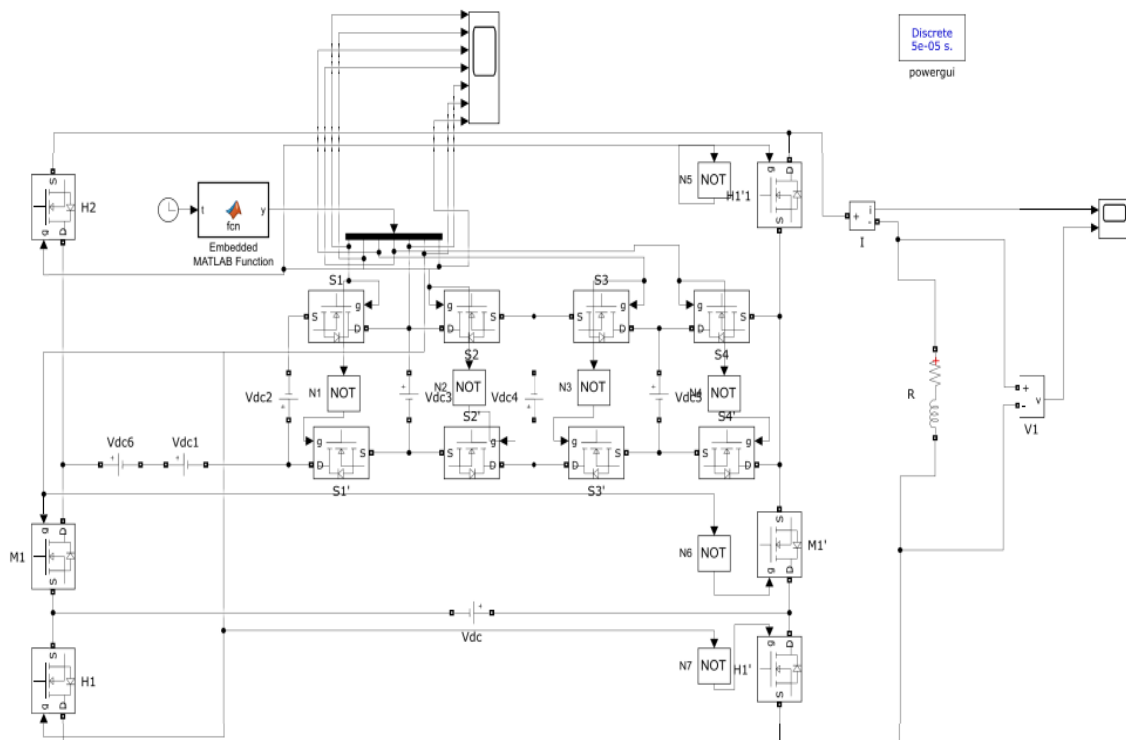 Discrete
5e-05 s.
powergui
S
H2
g
D
t
fcn
y
Embedded
MATLAB Function
N5
NOT
H1'1
g
D
S
+
i
-
I
S1
g
S
D
g
S
D
S2
S3
g
S
D
g
S
D
S4
Vdc2
+
N1
NOT
+
Vdc3
N2
NOT
S2'
Vdc4
+
N3
NOT
+
Vdc5
N4
NOT
S4'
R
+
+
-
v
V1
Vdc6
+
Vdc1
+
g
D
S
S1'
g
S
D
g
D
S
S3'
g
S
D
M1
g
D
S
N6
NOT
S
M1'
g
D
+
Vdc
S
H1
g
D
N7
NOT
H1'
g
D
S